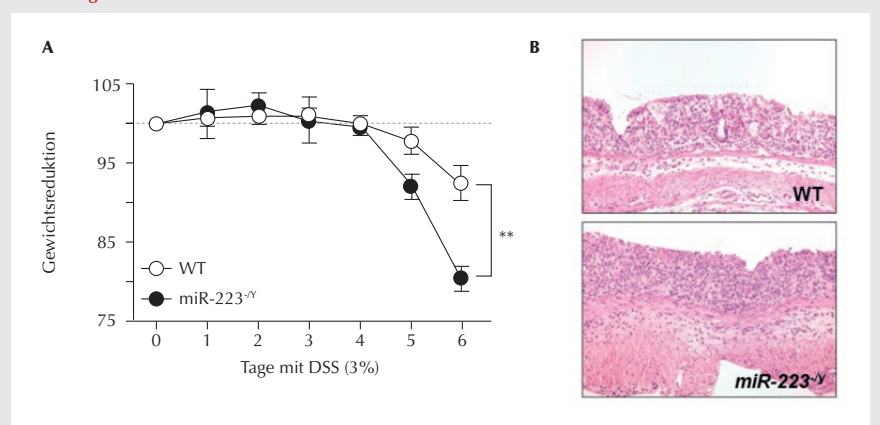 A
B
105
95
85
75
Gewichtsreduktion
WT
miR-223-/Y
**
0 1 2 3 4 5 6
Tage mit DSS (3%)
WT
miR-223-/y